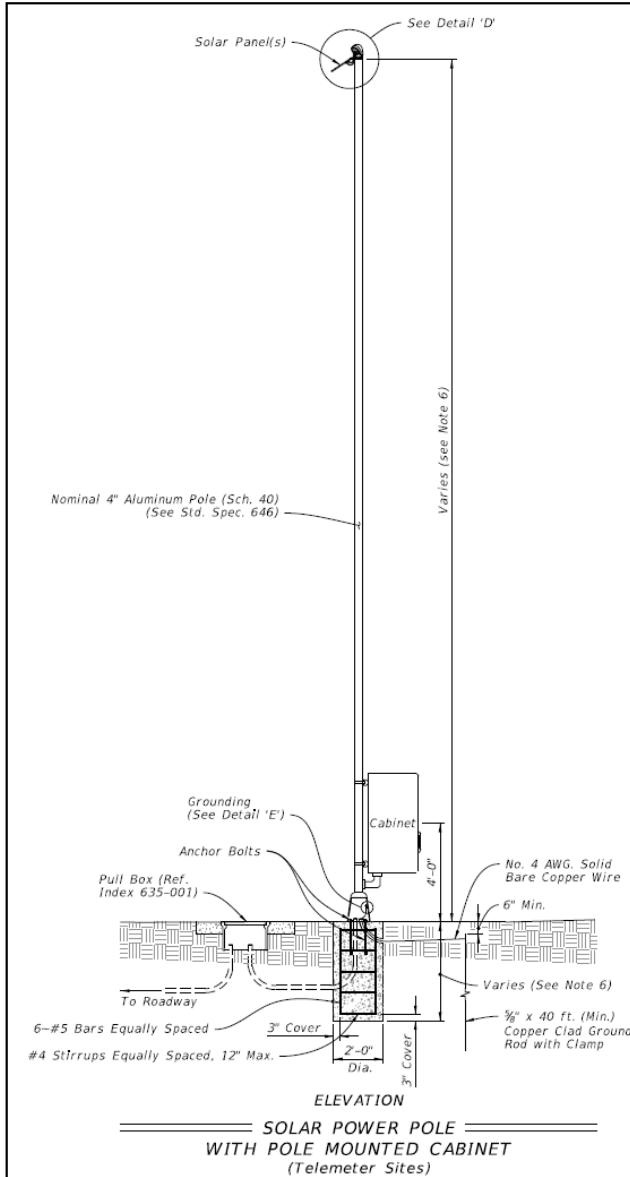 See Detail 'D'
Solar Panel(s)
Varies (see Note 6)
Nominal 4" Aluminum Pole (Sch. 40)
(See Std. Spec. 646)
Grounding
(See Detail 'E')
Cabinet
Anchor Bolts
4'-0"
No. 4 AWG. Solid
Bare Copper Wire
Pull Box (Ref.
Index 635-001)
6" Min.
Varies (See Note 6)
To Roadway
6-#5 Bars Equally Spaced
3" Cover
#4 Stirrups Equally Spaced, 12" Max.
2'-0"
Dia.
3" Cover
⅝" x 40 ft. (Min.)
Copper Clad Ground
Rod with Clamp
ELEVATION
SOLAR POWER POLE
WITH POLE MOUNTED CABINET
(Telemeter Sites)